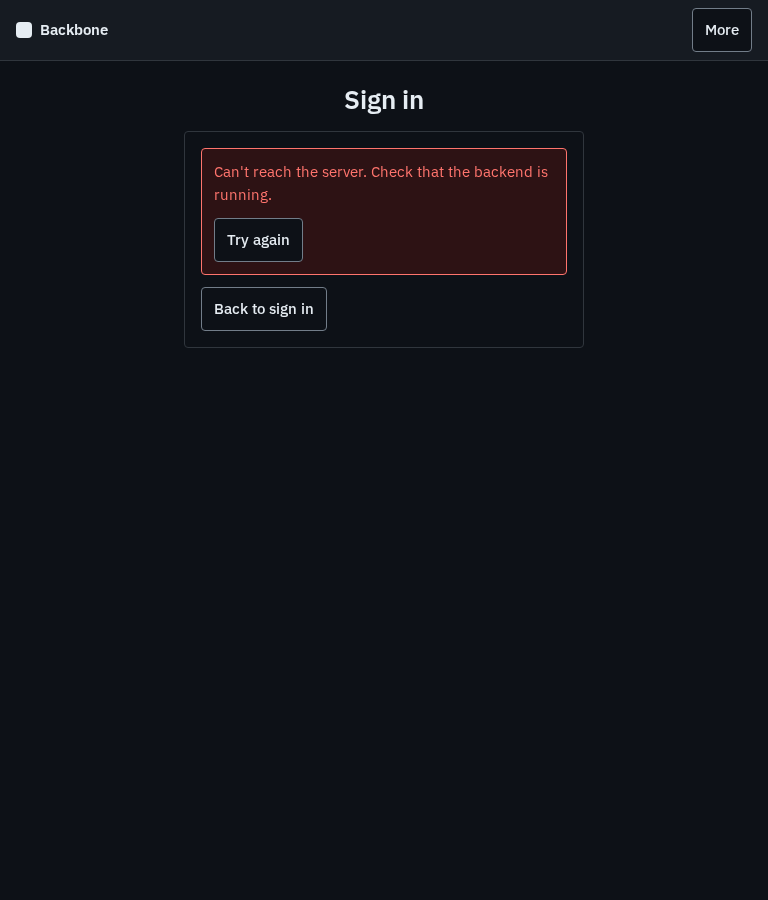 Backbone
More
Sign in
Can't reach the server. Check that the backend is
running.
Try again
Back to sign in